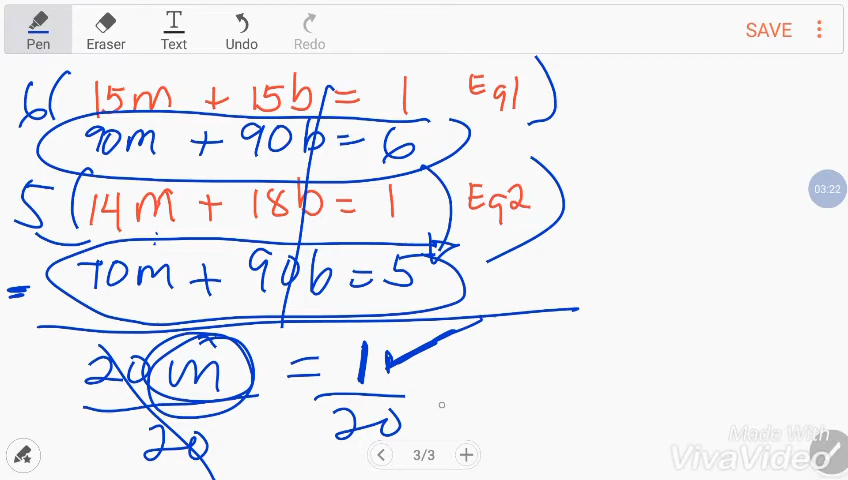 Pen Eraser Text Undo Redo SAVE
6(15m + 15b = 1 Eq1)
90m + 90b = 6
03:22
5(14m + 18b = 1) Eq2)
70m + 90b = 5
-
20m = 1
20 20
3/3
Made With
VivaVideo